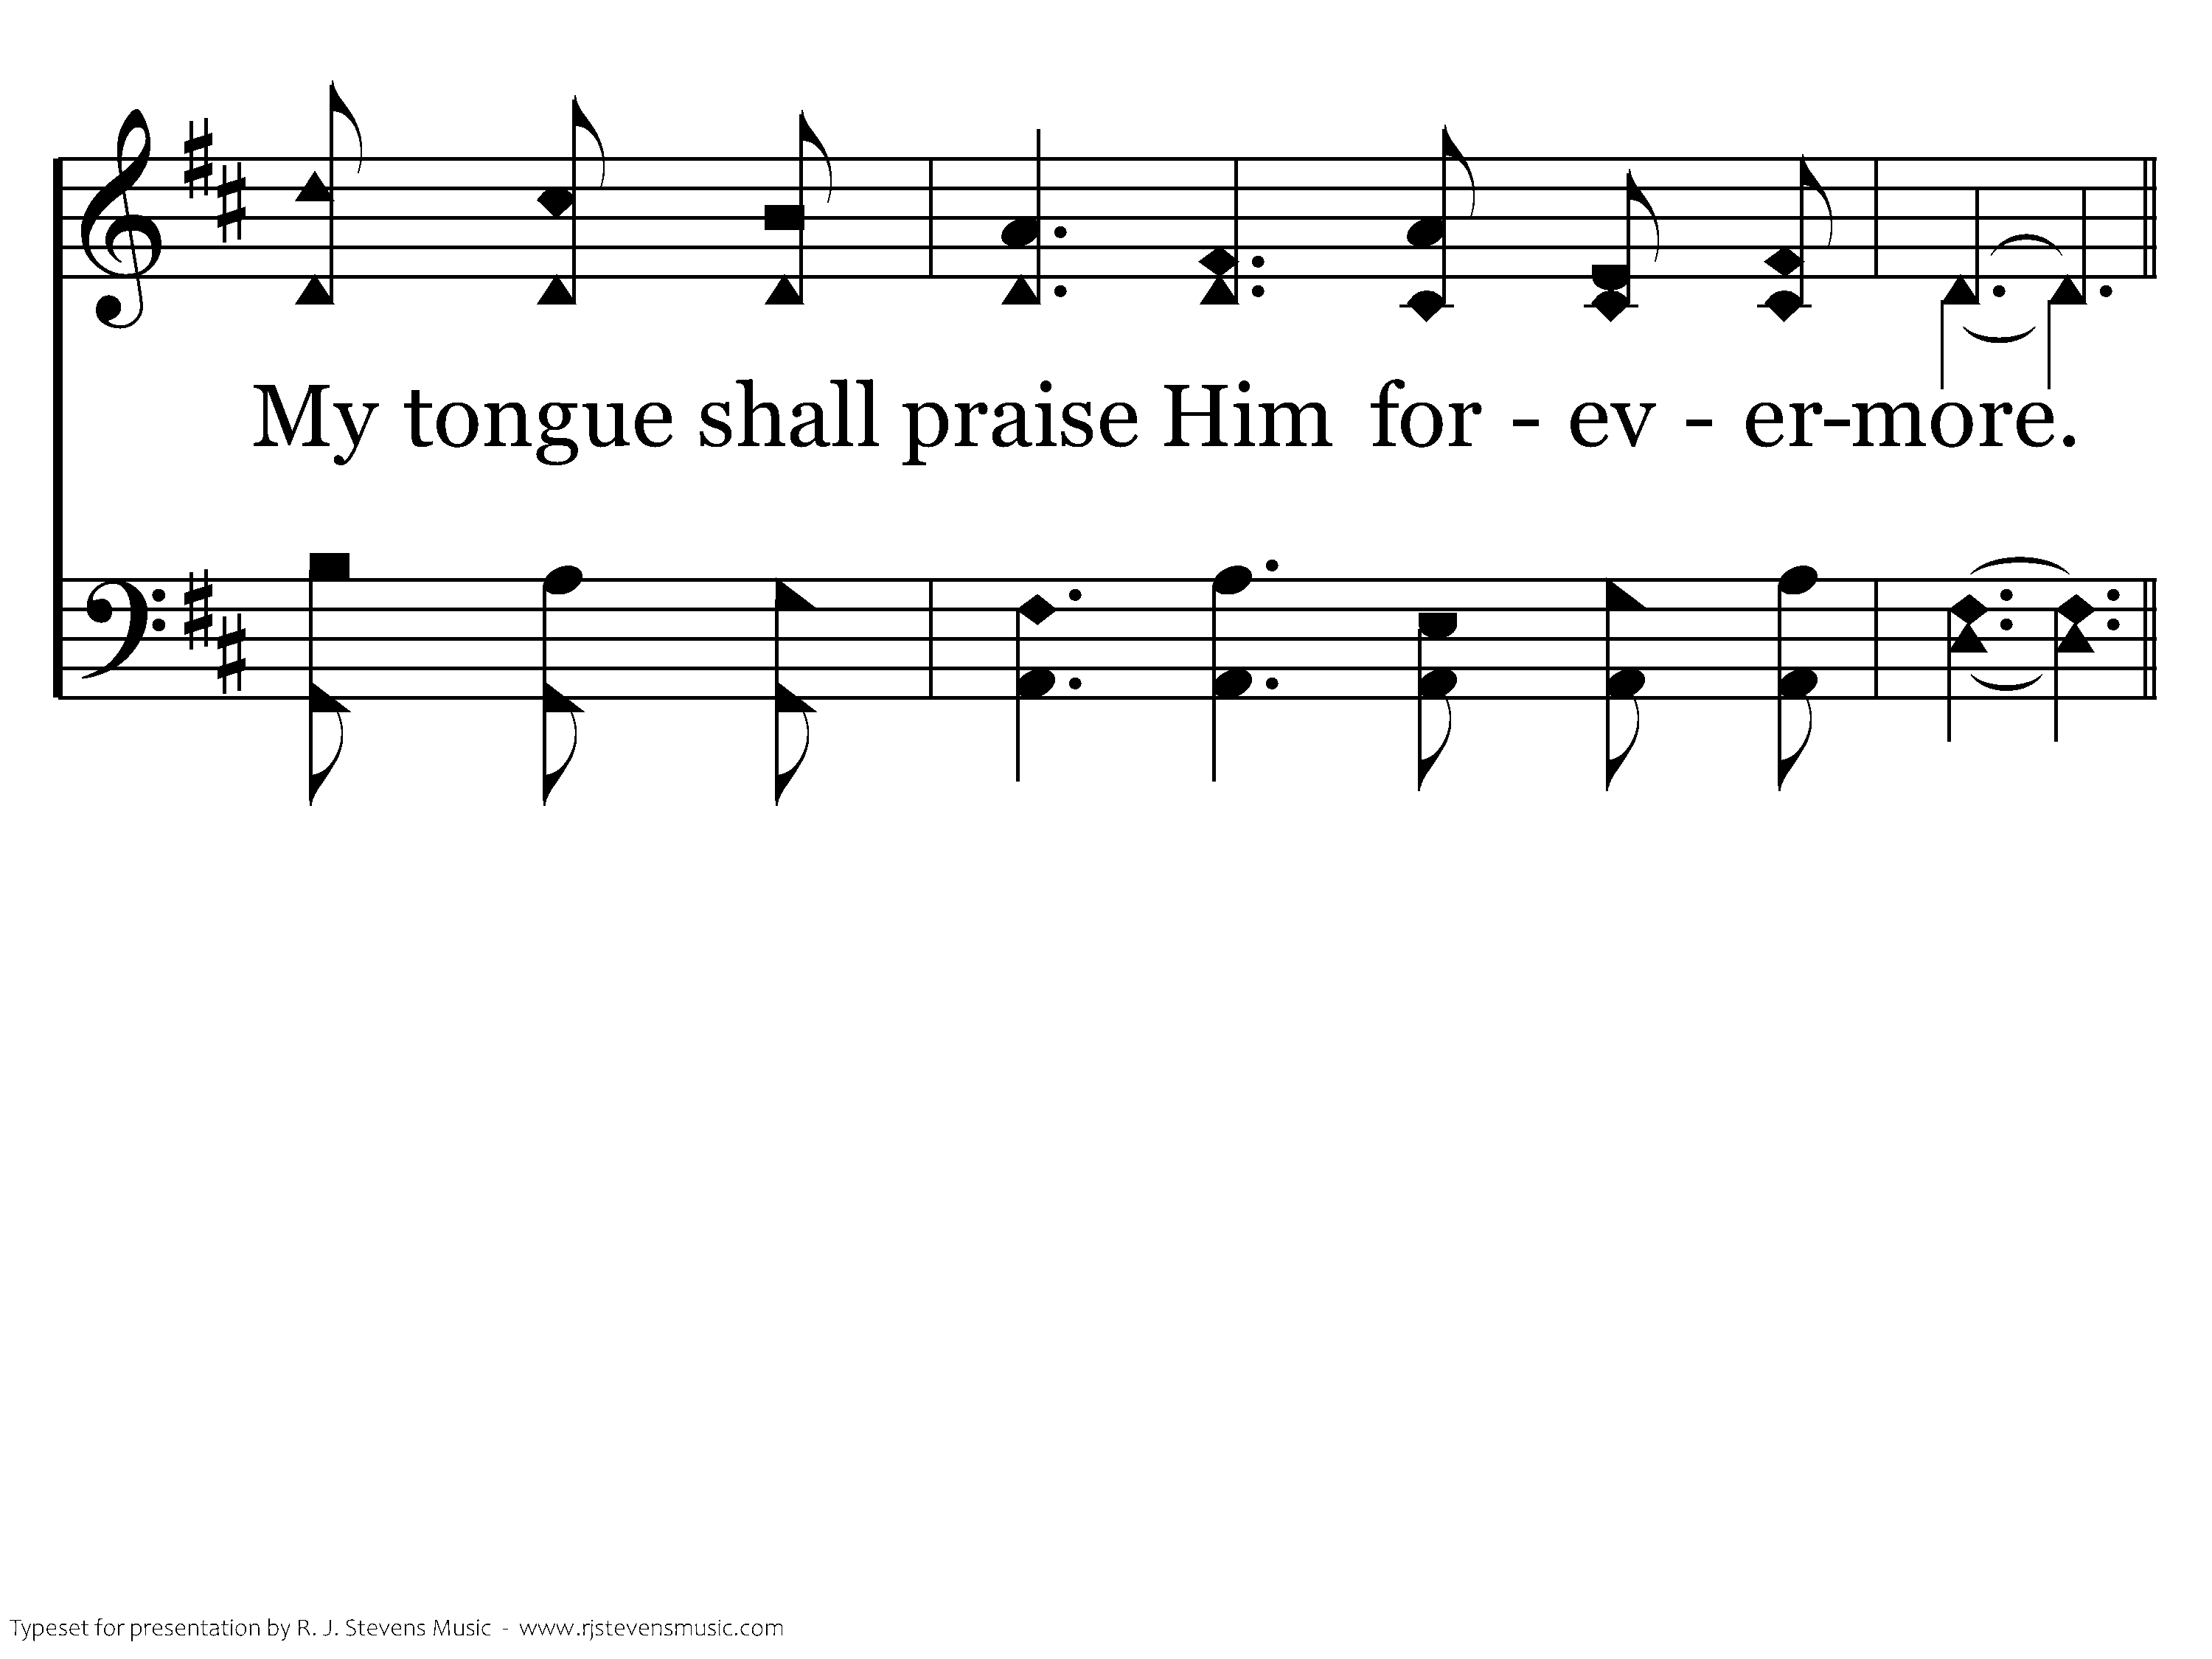 My tongue shall praise Him for - ev - er-more.
Typeset for presentation by R. J. Stevens Music - www.rjstevensmusic.com